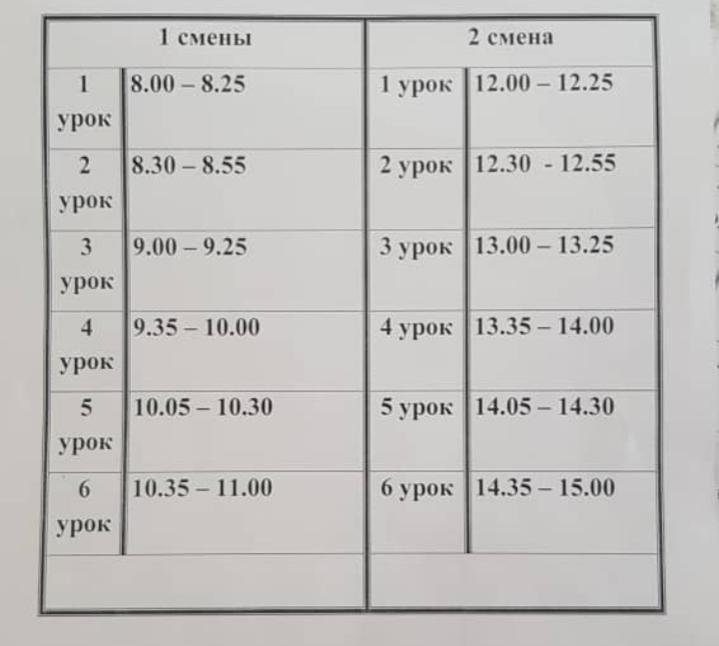 1 смены 2 смена
1 8.00 – 8.25 1 урок 12.00 – 12.25
урок
2 8.30 – 8.55 2 урок 12.30 - 12.55
урок
3 9.00 – 9.25 3 урок 13.00 – 13.25
урок
4 9.35 – 10.00 4 урок 13.35 – 14.00
урок
5 10.05 – 10.30 5 урок 14.05 – 14.30
урок
6 10.35 – 11.00 6 урок 14.35 – 15.00
урок